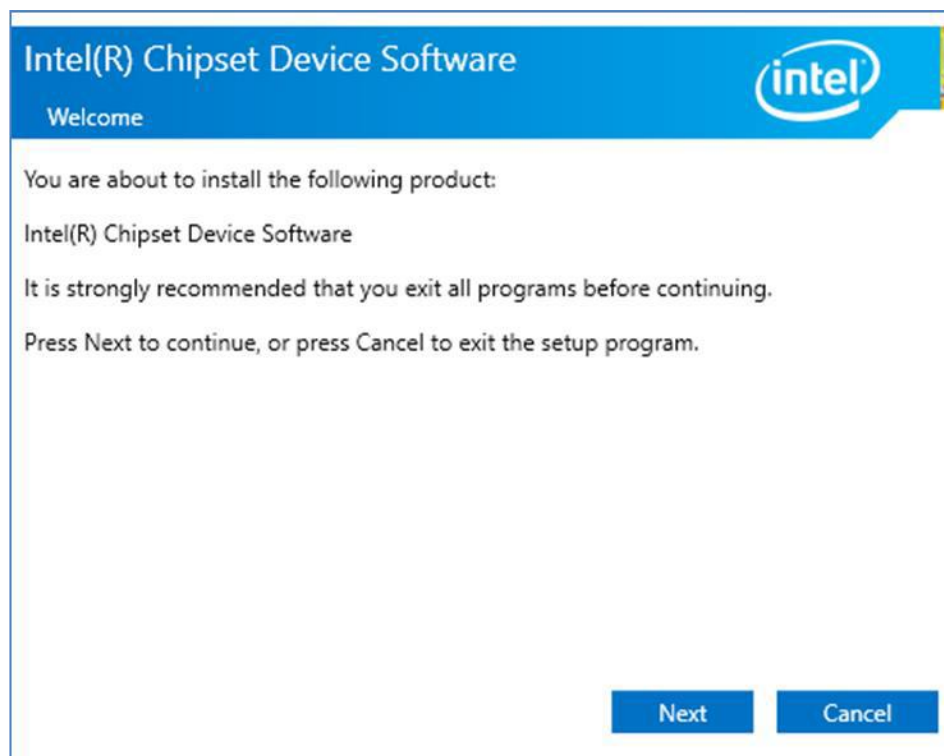 Intel(R) Chipset Device Software
intel
Welcome
You are about to install the following product:
Intel(R) Chipset Device Software
It is strongly recommended that you exit all programs before continuing.
Press Next to continue, or press Cancel to exit the setup program.
Next
Cancel